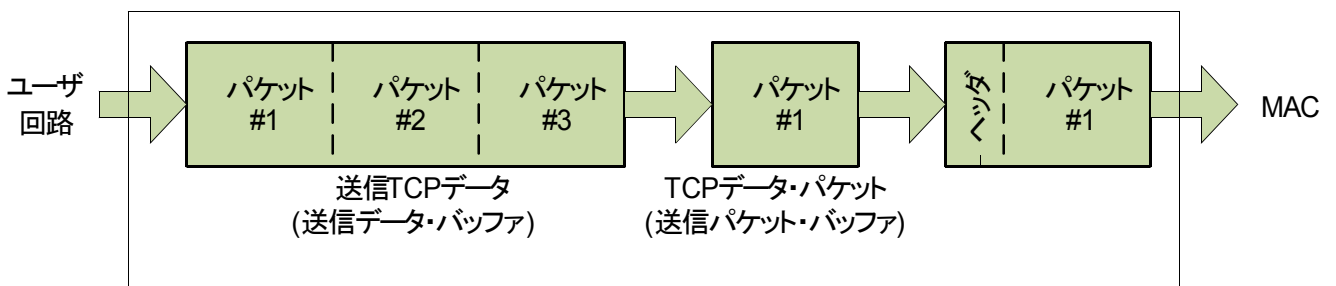 ユーザ
回路
パケット
#1
パケット
#2
パケット
#3
送信TCPデータ
(送信データ・バッファ)
パケット
#1
TCPデータ・パケット
(送信パケット・バッファ)
ヘッダ
パケット
#1
MAC